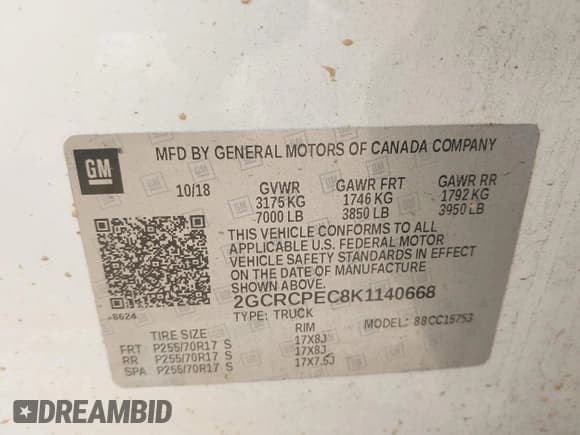 GM
MFD BY GENERAL MOTORS OF CANADA COMPANY
10/18 GVWR GAWR FRT GAWR RR
3175 KG 1746 KG 1792 KG
7000 LB 3850 LB 3950 LB
THIS VEHICLE CONFORMS TO ALL
APPLICABLE U.S. FEDERAL MOTOR
VEHICLE SAFETY STANDARDS IN EFFECT
ON THE DATE OF MANUFACTURE
SHOWN ABOVE.
2GCRCPEC8K1140668
-8624
TYPE: TRUCK MODEL: 88CC15753
TIRE SIZE RIM
FRT P255/70R17 S 17X8J
RR P255/70R17 S 17X8J
SPA P255/70R17 S 17X7.5J
DREAMBID